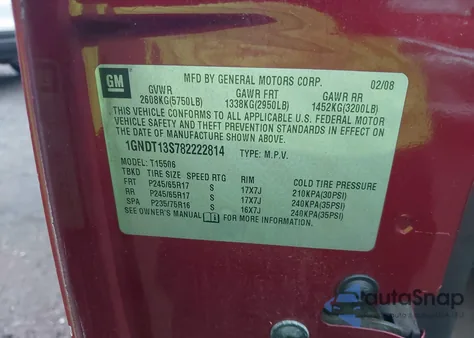 GM MFD BY GENERAL MOTORS CORP. 02/08
GVWR GAWR FRT GAWR RR
2608KG(5750LB) 1338KG(2950LB) 1452KG(3200LB)
THIS VEHICLE CONFORMS TO ALL APPLICABLE U.S. FEDERAL MOTOR
VEHICLE SAFETY AND THEFT PREVENTION STANDARDS IN EFFECT ON
THE DATE OF MANUFACTURE SHOWN ABOVE.
1GNDT13S782222814 TYPE: M.P.V.
MODEL: T15506
TBKD TIRE SIZE SPEED RTG RIM COLD TIRE PRESSURE
FRT P245/65R17 S 17X7J 210KPA(30PSI)
RR P245/65R17 S 17X7J 240KPA(35PSI)
SPA P235/75R16 S 16X7J 240KPA(35PSI)
SEE OWNER'S MANUAL FOR MORE INFORMATION.
autoSnap